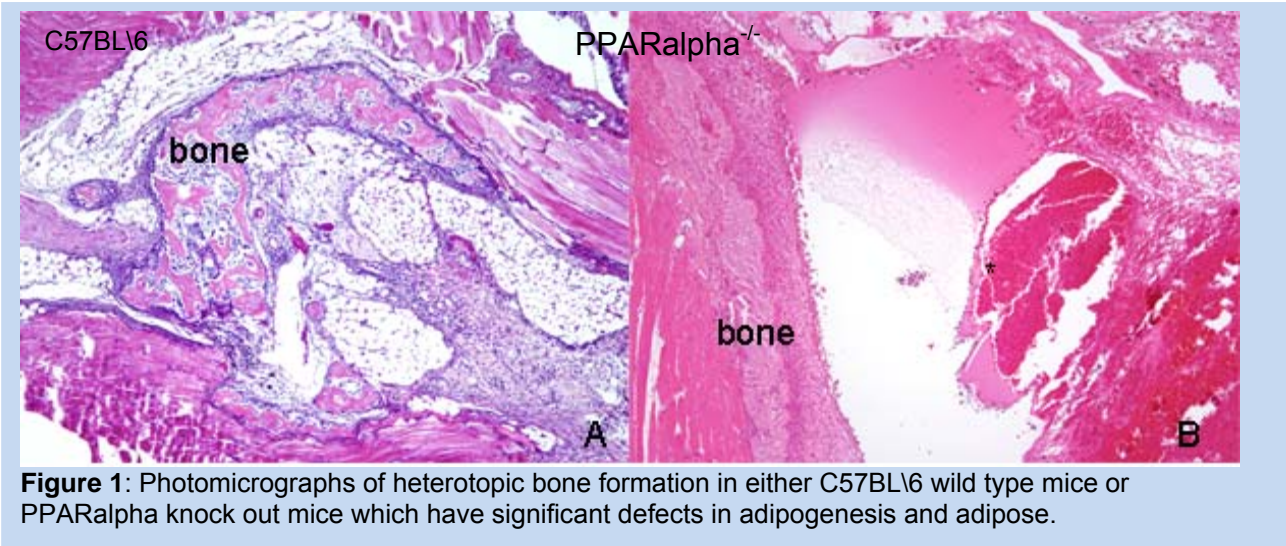 C57BL\6
PPARalpha-/-
bone
bone
*
A
B
Figure 1: Photomicrographs of heterotopic bone formation in either C57BL\6 wild type mice or
PPARalpha knock out mice which have significant defects in adipogenesis and adipose.